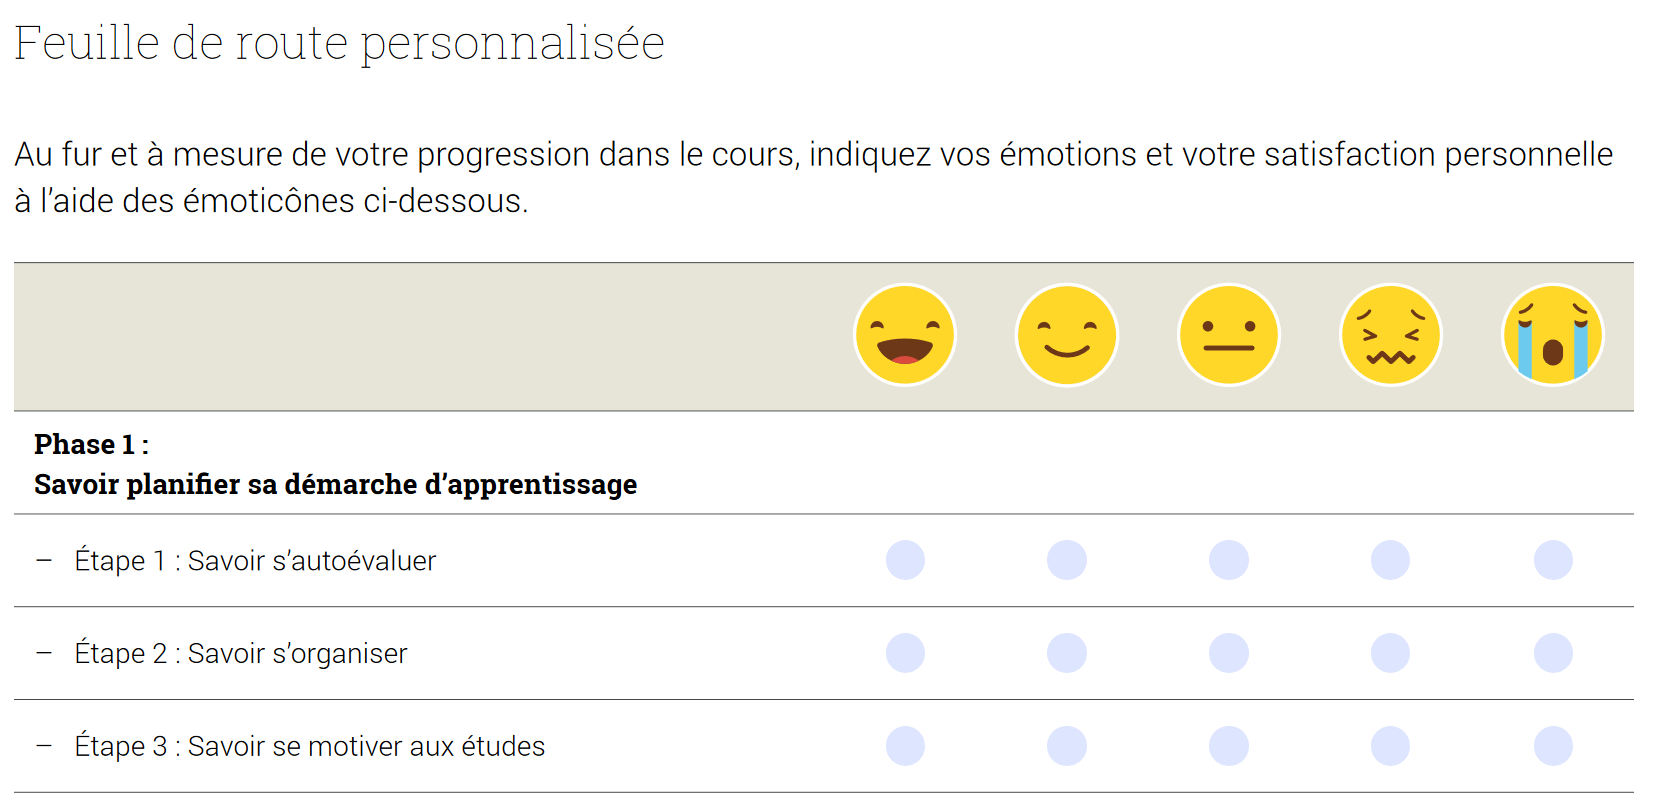 Feuille de route personnalisée
Au fur et à mesure de votre progression dans le cours, indiquez vos émotions et votre satisfaction personnelle
à l’aide des émoticônes ci-dessous.
Phase 1 :
Savoir planifier sa démarche d’apprentissage
– Étape 1 : Savoir s’autoévaluer
– Étape 2 : Savoir s’organiser
– Étape 3 : Savoir se motiver aux études